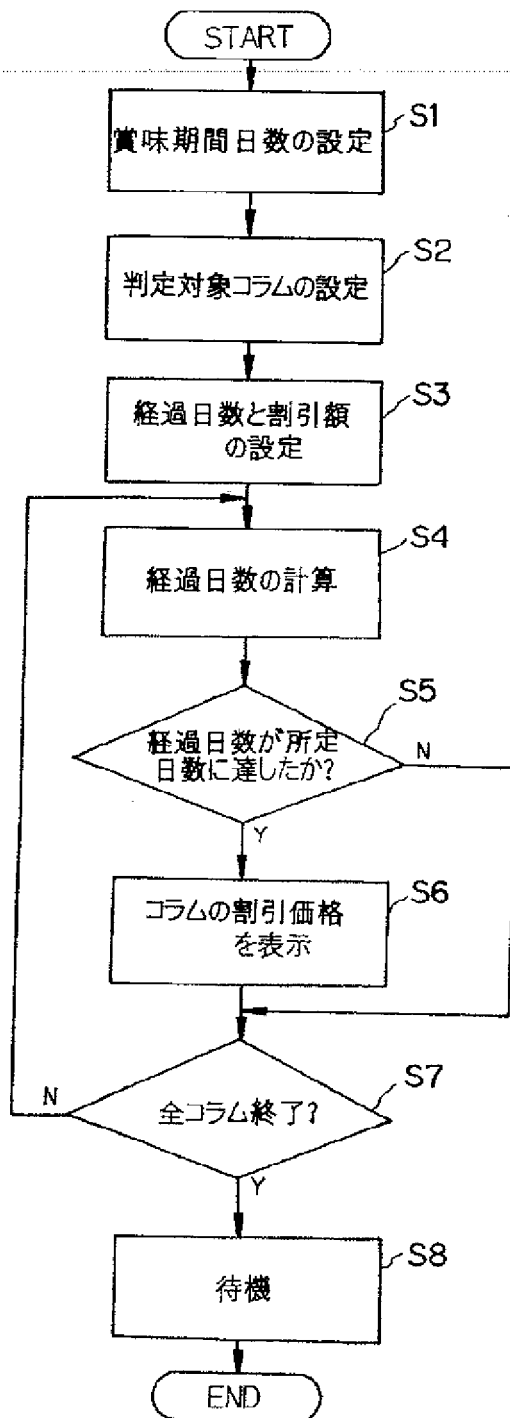 START
S1
賞味期間日数の設定
S2
判定対象コラムの設定
S3
経過日数と割引額
の設定
S4
経過日数の計算
S5
経過日数が所定
日数に達したか?
N
Y
S6
コラムの割引価格
を表示
S7
全コラム終了?
N
Y
S8
待機
END